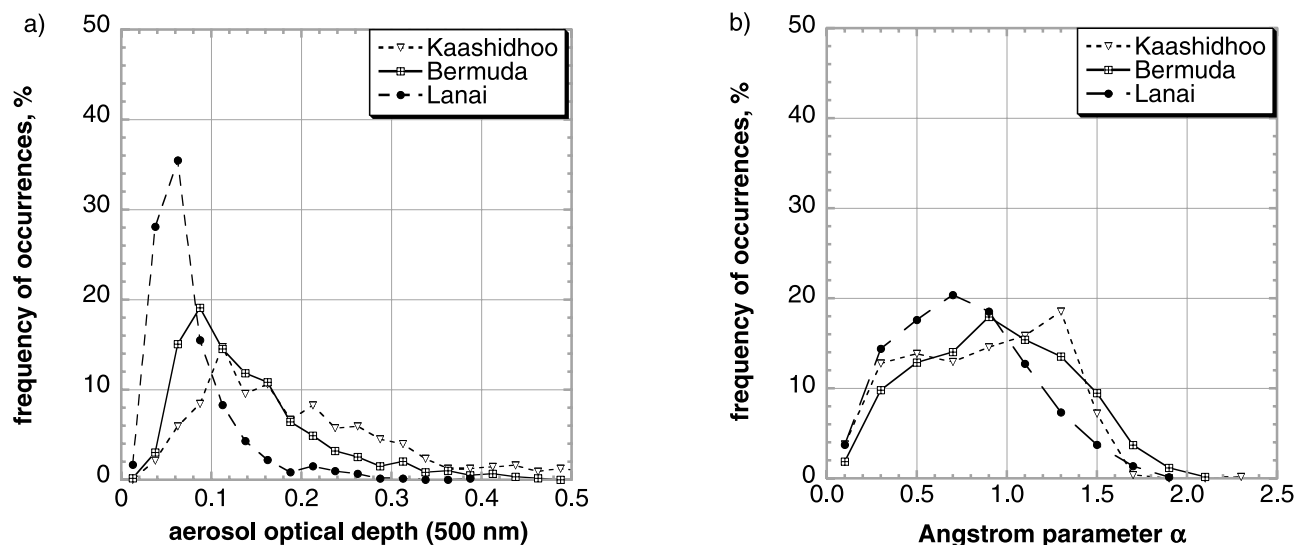 a)
frequency of occurrences, %
50
40
30
20
10
0
Kaashidhoo
Bermuda
Lanai
0.0 0.1 0.2 0.3 0.4 0.5
aerosol optical depth (500 nm)
b)
frequency of occurrences, %
50
40
30
20
10
0
Kaashidhoo
Bermuda
Lanai
0.0 0.5 1.0 1.5 2.0 2.5
Angstrom parameter α